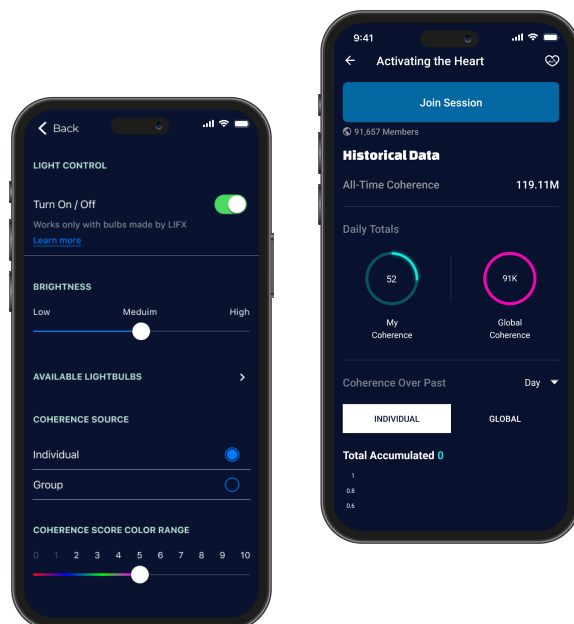 Back
LIGHT CONTROL
Turn On / Off
Works only with bulbs made by LIFX
Learn more
BRIGHTNESS
Low Meduim High
AVAILABLE LIGHTBULBS >
COHERENCE SOURCE
Individual
Group
COHERENCE SCORE COLOR RANGE
0 1 2 3 4 5 6 7 8 9 10
9:41
Activating the Heart
Join Session
91,657 Members
Historical Data
All-Time Coherence 119.11M
Daily Totals
52 91K
My Global
Coherence Coherence
Coherence Over Past Day
INDIVIDUAL GLOBAL
Total Accumulated 0
1
0.8
0.6